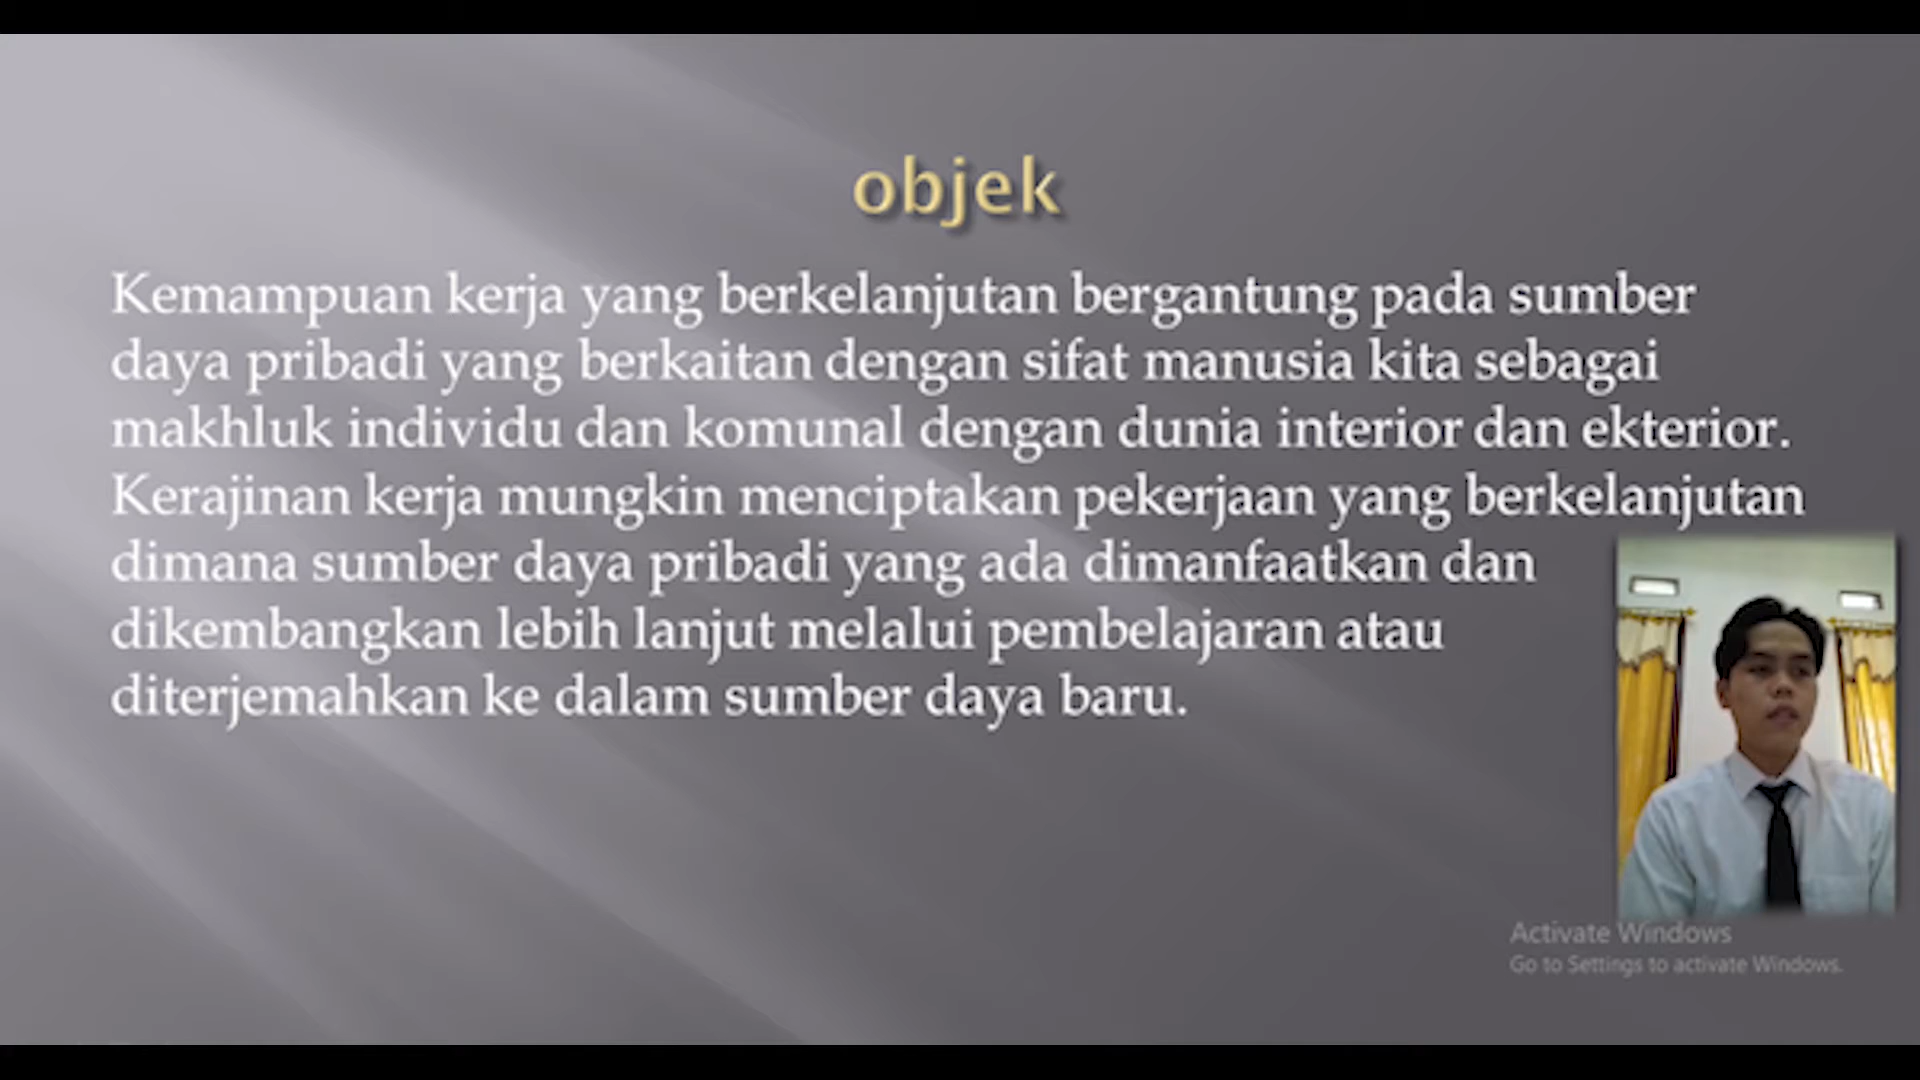 objek
Kemampuan kerja yang berkelanjutan bergantung pada sumber
daya pribadi yang berkaitan dengan sifat manusia kita sebagai
makhluk individu dan komunal dengan dunia interior dan ekterior.
Kerajinan kerja mungkin menciptakan pekerjaan yang berkelanjutan
dimana sumber daya pribadi yang ada dimanfaatkan dan
dikembangkan lebih lanjut melalui pembelajaran atau
diterjemahkan ke dalam sumber daya baru.
Activate Windows
Go to Settings to activate Windows.